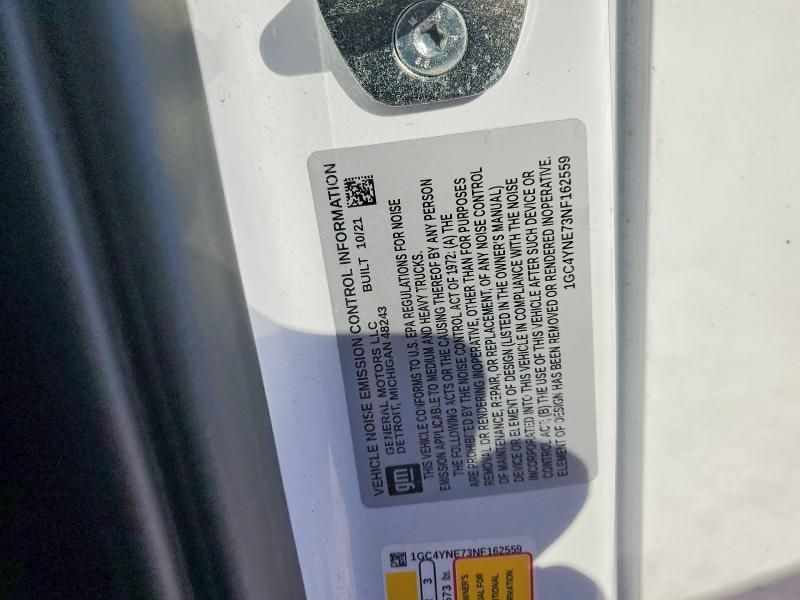 VEHICLE NOISE EMISSION CONTROL INFORMATION
gm
GENERAL MOTORS LLC BUILT 10/21
DETROIT, MICHIGAN 48243
THIS VEHICLE CONFORMS TO U.S. EPA REGULATIONS FOR NOISE
EMISSION APPLICABLE TO MEDIUM AND HEAVY TRUCKS.
THE FOLLOWING ACTS OR THE CAUSING THEREOF BY ANY PERSON
ARE PROHIBITED BY THE NOISE CONTROL ACT OF 1972: (A) THE
REMOVAL OR RENDERING INOPERATIVE, OTHER THAN FOR PURPOSES
OF MAINTENANCE, REPAIR, OR REPLACEMENT, OF ANY NOISE CONTROL
DEVICE OR ELEMENT OF DESIGN (LISTED IN THE OWNER'S MANUAL)
INCORPORATED INTO THIS VEHICLE IN COMPLIANCE WITH THE NOISE
CONTROL ACT; (B) THE USE OF THIS VEHICLE AFTER SUCH DEVICE OR
ELEMENT OF DESIGN HAS BEEN REMOVED OR RENDERED INOPERATIVE.
1GC4YNE73NF162559
1GC4YNE73NF162559
3